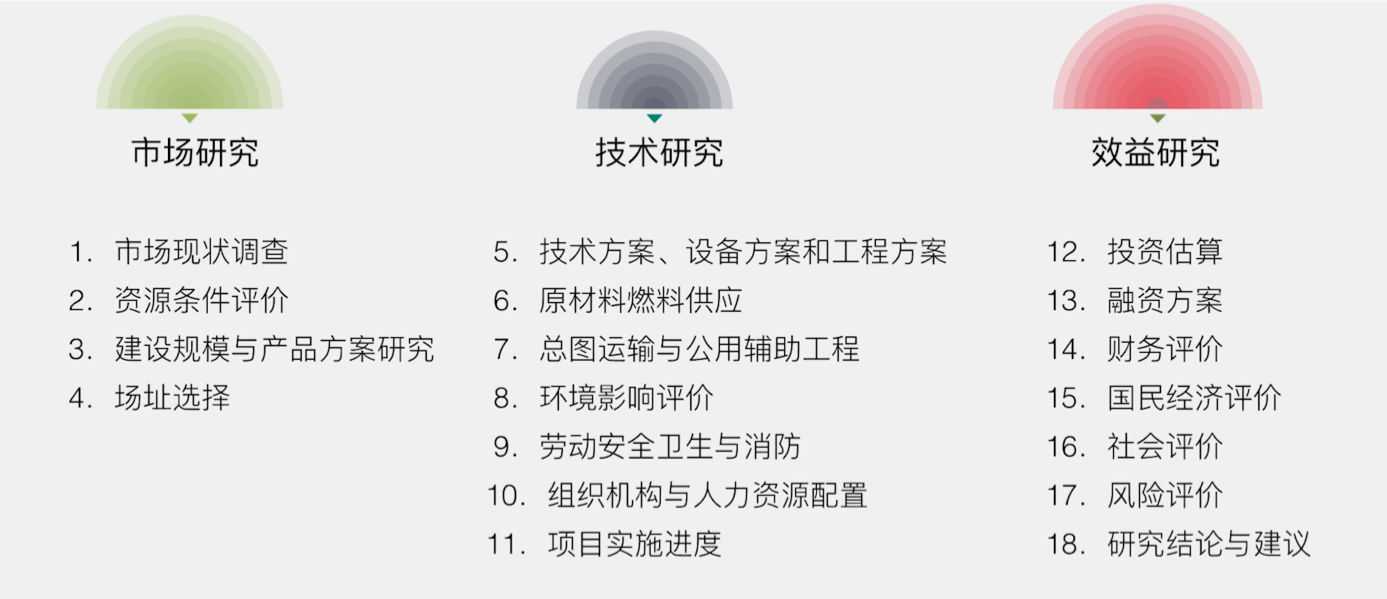 市场研究
1. 市场现状调查
2. 资源条件评价
3. 建设规模与产品方案研究
4. 场址选择
技术研究
5. 技术方案、设备方案和工程方案
6. 原材料燃料供应
7. 总图运输与公用辅助工程
8. 环境影响评价
9. 劳动安全卫生与消防
10. 组织机构与人力资源配置
11. 项目实施进度
效益研究
12. 投资估算
13. 融资方案
14. 财务评价
15. 国民经济评价
16. 社会评价
17. 风险评价
18. 研究结论与建议